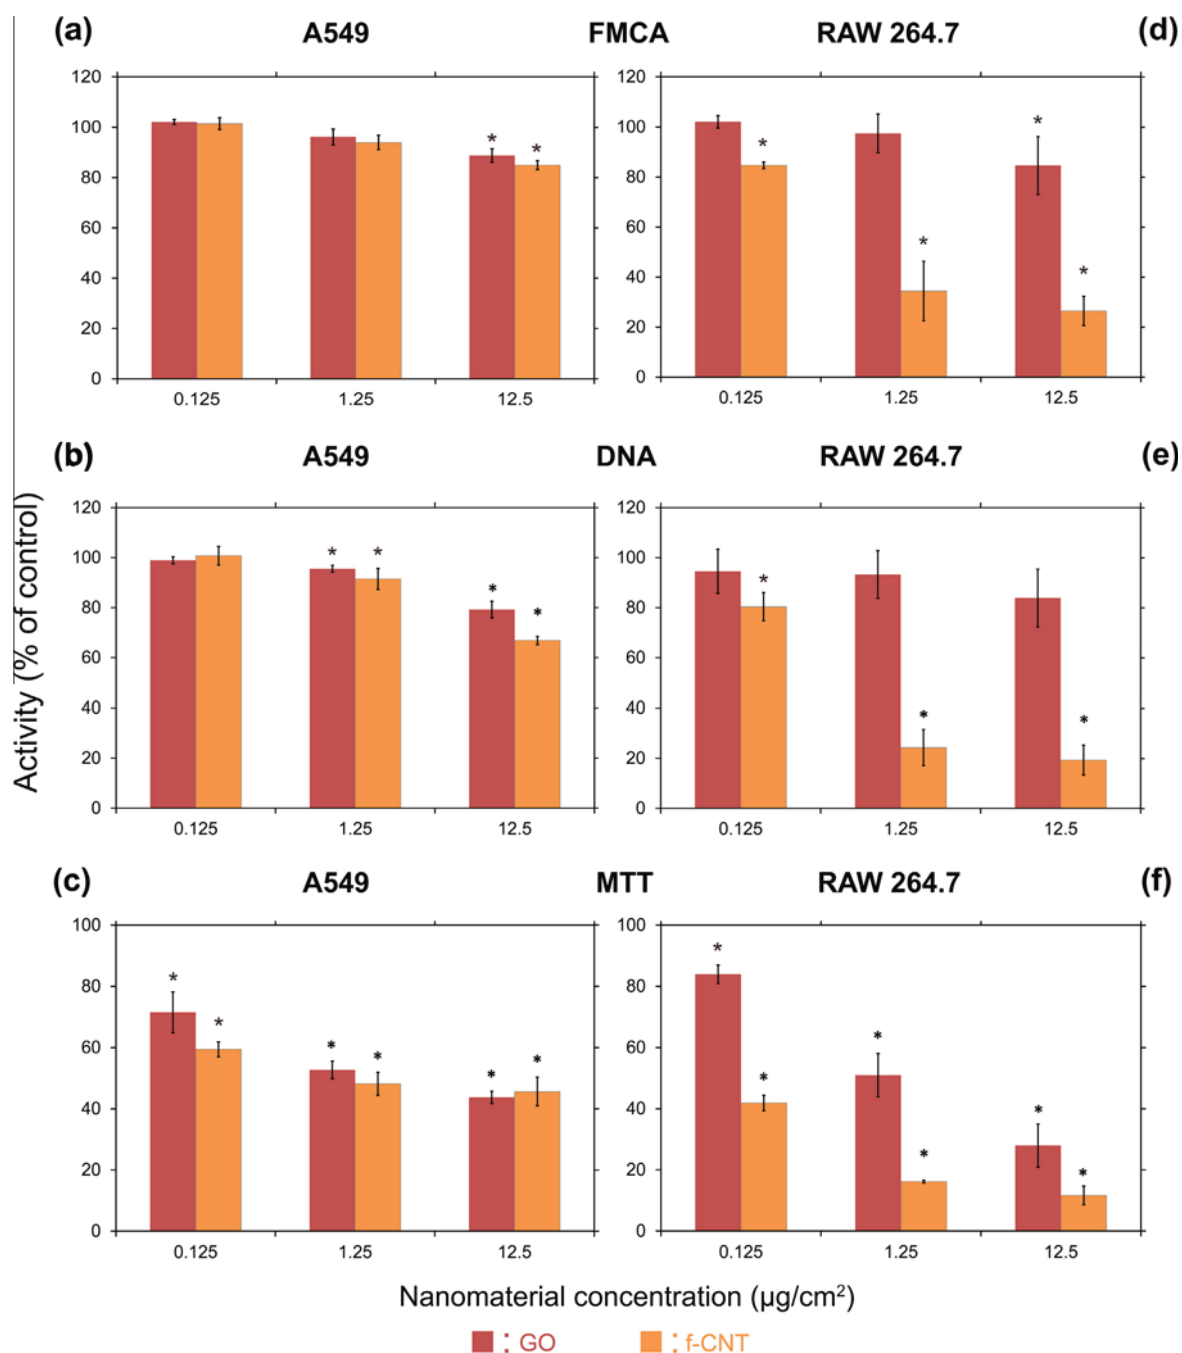 (a) A549 FMCA RAW 264.7 (d)
120 120
100 100
* * * * *
80 80
60 60
* *
40 40
20 20
0 0
0.125 1.25 12.5 0.125 1.25 12.5
(b) A549 DNA RAW 264.7 (e)
Activity (% of control)
120 120
100 100
* * * * *
80 80
60 60
40 40
* *
20 20
0 0
0.125 1.25 12.5 0.125 1.25 12.5
(c) A549 MTT RAW 264.7 (f)
100 100
*
80 80
* *
60 60
* * * * * *
40 40
* *
20 20
* *
0 0
0.125 1.25 12.5 0.125 1.25 12.5
Nanomaterial concentration (µg/cm²)
: GO : f-CNT